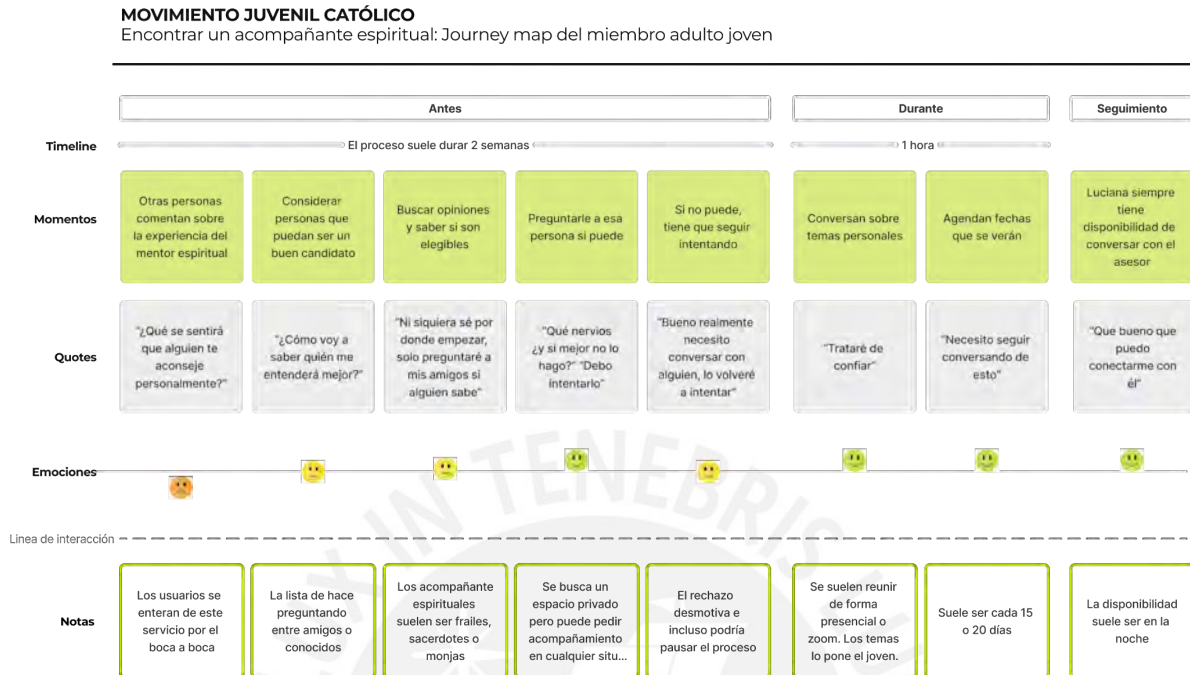 MOVIMIENTO JUVENIL CATÓLICO
Encontrar un acompañante espiritual: Journey map del miembro adulto joven
Antes
Durante
Seguimiento
Timeline
El proceso suele durar 2 semanas
1 hora
Momentos
Otras personas
comentan sobre
la experiencia del
mentor espiritual
Considerar
personas que
puedan ser un
buen candidato
Buscar opiniones
y saber si son
elegibles
Preguntarle a esa
persona si puede
Si no puede,
tiene que seguir
intentando
Conversan sobre
temas personales
Agendan fechas
que se verán
Luciana siempre
tiene
disponibilidad de
conversar con el
asesor
Quotes
"¿Qué se sentirá
que alguien te
aconseje
personalmente?"
"¿Cómo voy a
saber quién me
entenderá mejor?"
"Ni siquiera sé por
donde empezar,
solo preguntaré a
mis amigos si
alguien sabe"
"Qué nervios
¿y si mejor no lo
hago?" "Debo
intentarlo"
"Bueno realmente
necesito
conversar con
alguien, lo volveré
a intentar"
"Trataré de
confiar"
"Necesito seguir
conversando de
esto"
"Que bueno que
puedo
conectarme con
él"
Emociones
Linea de interacción
Notas
Los usuarios se
enteran de este
servicio por el
boca a boca
La lista de hace
preguntando
entre amigos o
conocidos
Los acompañante
espirituales
suelen ser frailes,
sacerdotes o
monjas
Se busca un
espacio privado
pero puede pedir
acompañamiento
en cualquier situ...
El rechazo
desmotiva e
incluso podría
pausar el proceso
Se suelen reunir
de forma
presencial o
zoom. Los temas
lo pone el joven.
Suele ser cada 15
o 20 días
La disponibilidad
suele ser en la
noche
IN TENEBRIS